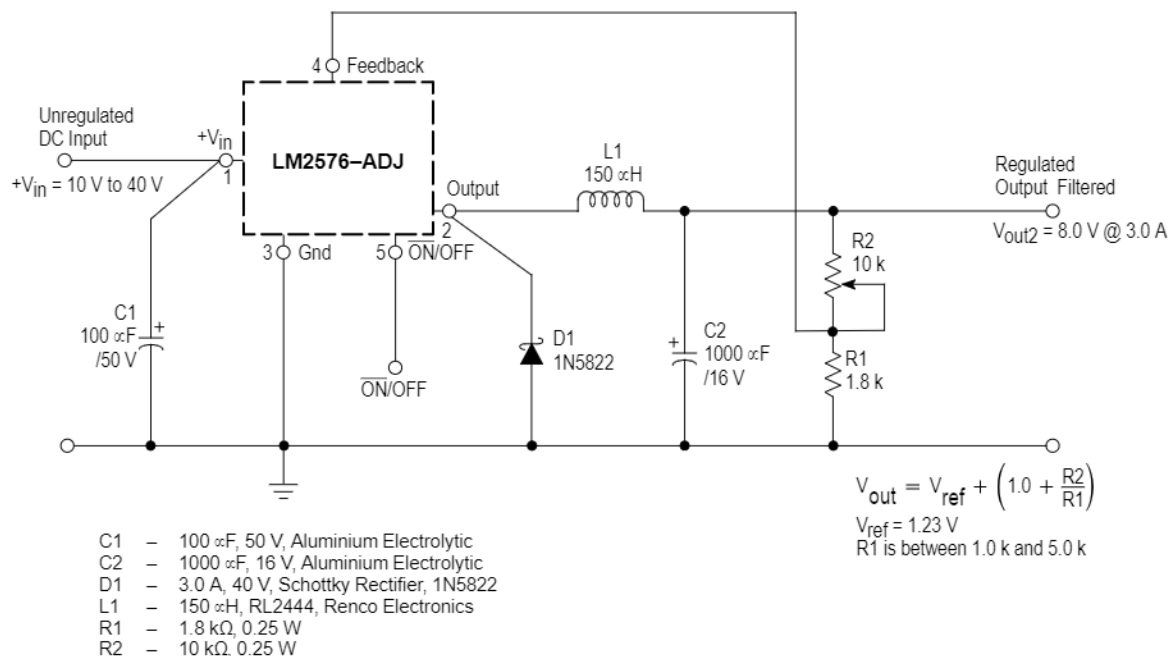 4 Feedback
Unregulated
DC Input
+Vin
1
LM2576–ADJ
+Vin = 10 V to 40 V
L1
150 ∝H
Regulated
Output Filtered
Vout2 = 8.0 V @ 3.0 A
Output
2
3 Gnd
5 ON/OFF
R2
10 k
C1
100 ∝F
/50 V
+
ON/OFF
D1
1N5822
+
C2
1000 ∝F
/16 V
R1
1.8 k
Vout = Vref + (1.0 + R2/R1)
Vref = 1.23 V
R1 is between 1.0 k and 5.0 k
C1 – 100 ∝F, 50 V, Aluminium Electrolytic
C2 – 1000 ∝F, 16 V, Aluminium Electrolytic
D1 – 3.0 A, 40 V, Schottky Rectifier, 1N5822
L1 – 150 ∝H, RL2444, Renco Electronics
R1 – 1.8 kΩ, 0.25 W
R2 – 10 kΩ, 0.25 W